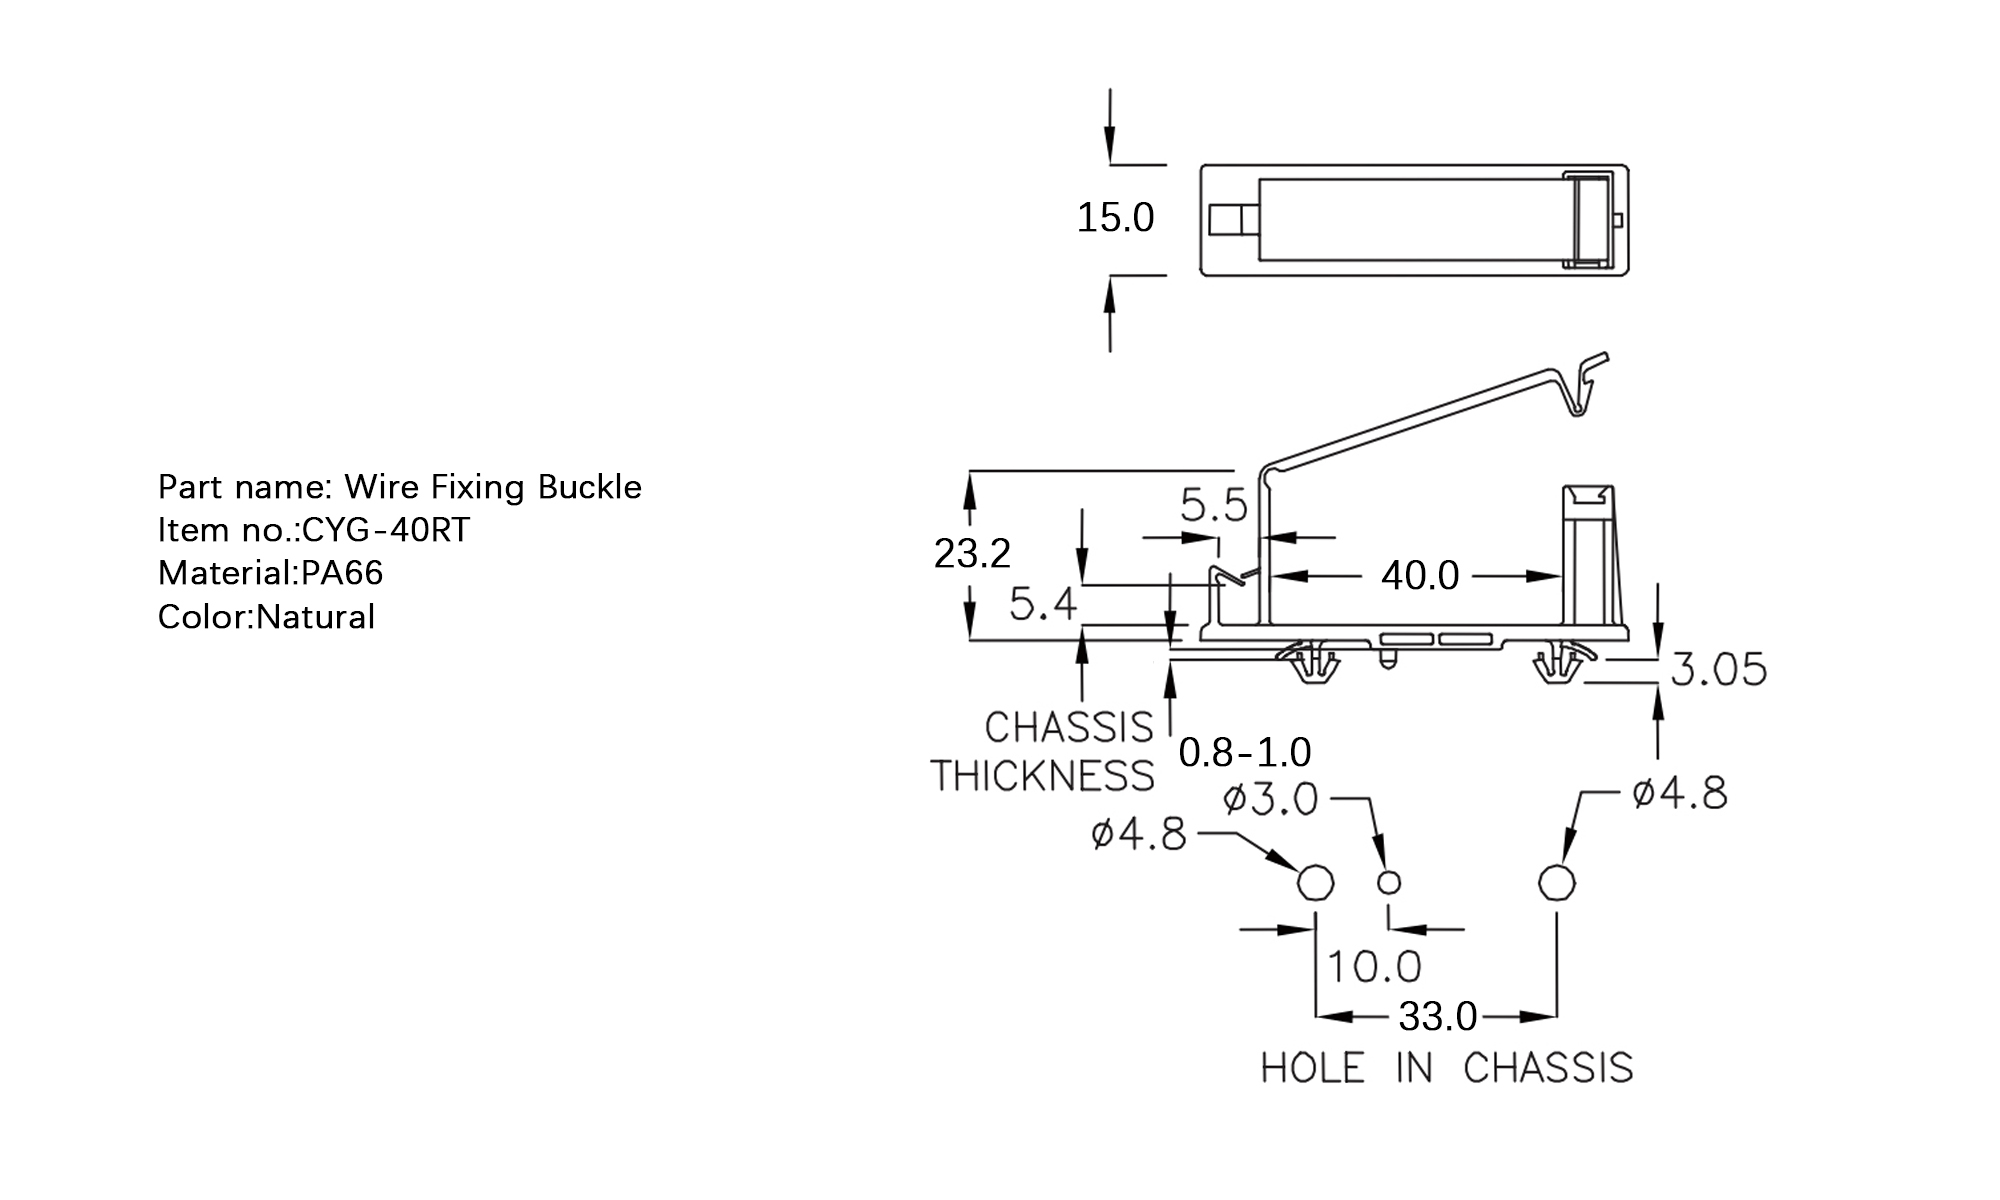 Part name: Wire Fixing Buckle
Item no.:CYG-40RT
Material:PA66
Color:Natural
15.0
5.5
23.2
40.0
5.4
3.05
CHASSIS
THICKNESS
0.8-1.0
ø3.0
ø4.8
ø4.8
10.0
33.0
HOLE IN CHASSIS